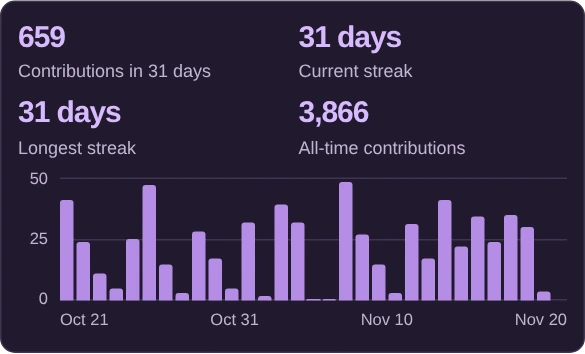 659
Contributions in 31 days
31 days
Current streak
31 days
Longest streak
3,866
All-time contributions
50
25
0
Oct 21
Oct 31
Nov 10
Nov 20